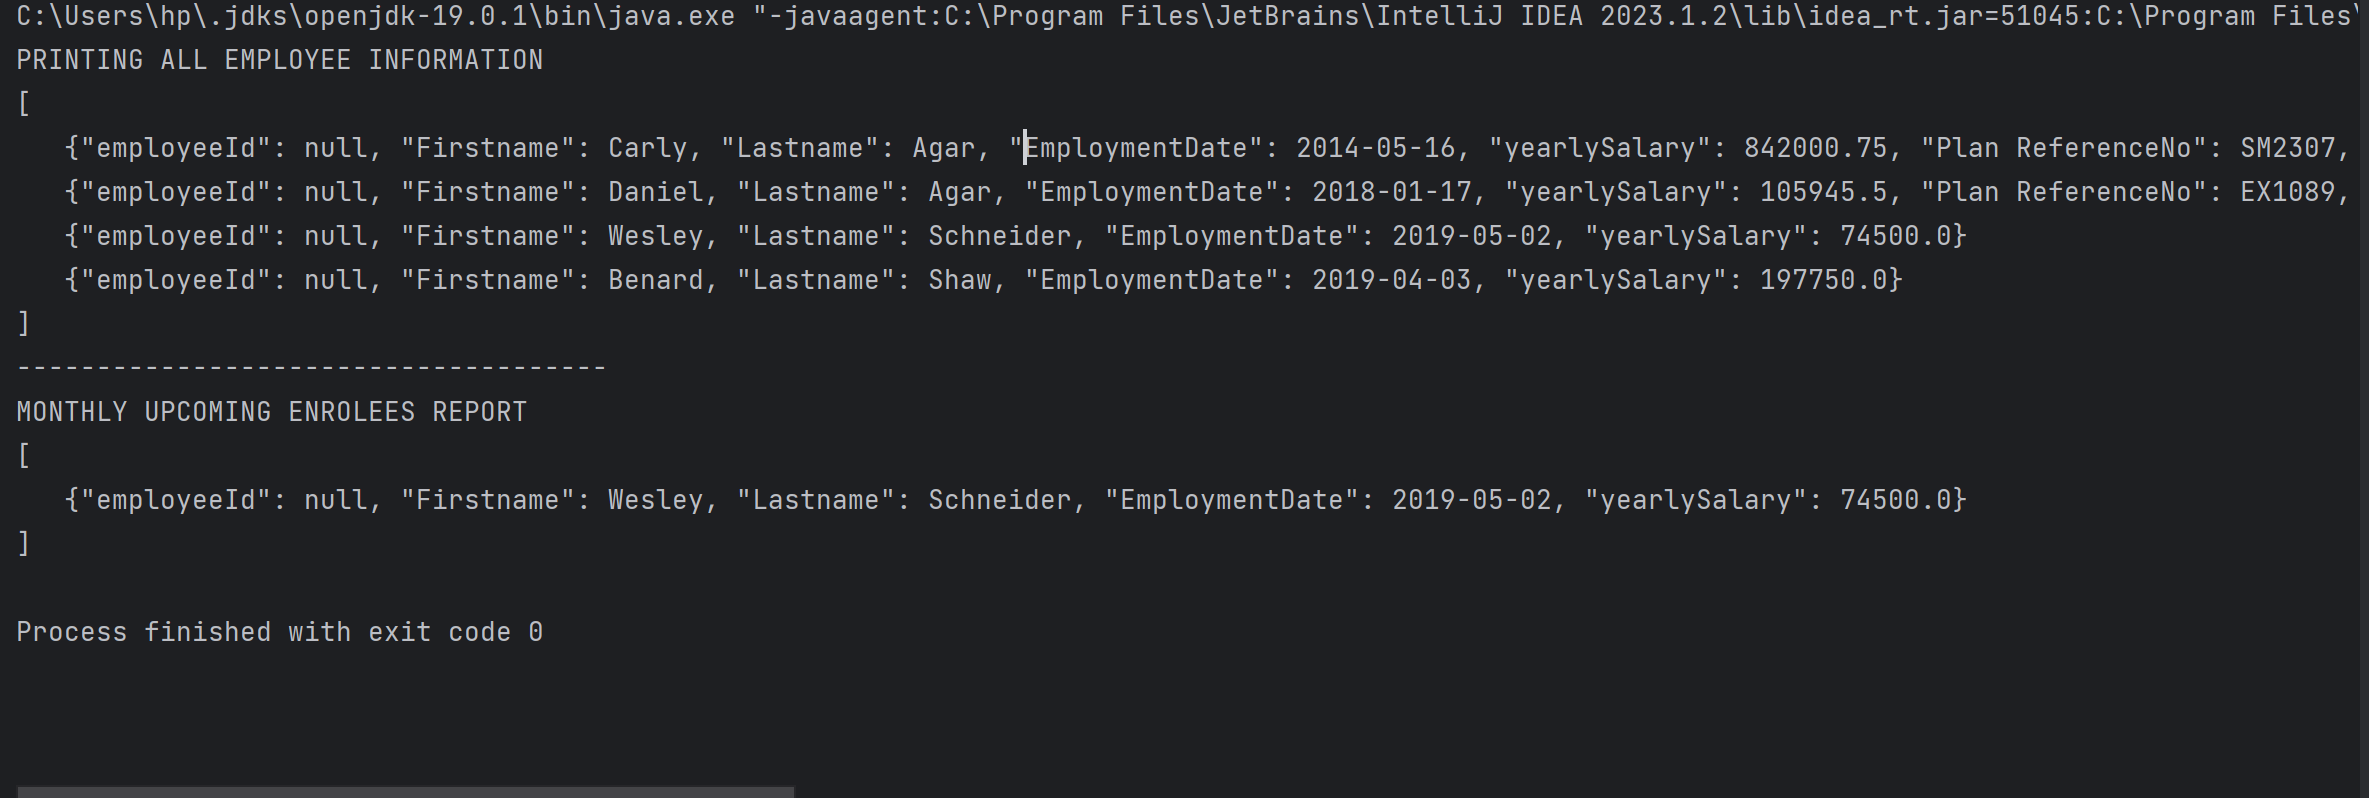 C:\Users\hp\.jdks\openjdk-19.0.1\bin\java.exe "-javaagent:C:\Program Files\JetBrains\IntelliJ IDEA 2023.1.2\lib\idea_rt.jar=51045:C:\Program Files\
PRINTING ALL EMPLOYEE INFORMATION
[
   {"employeeId": null, "Firstname": Carly, "Lastname": Agar, "EmploymentDate": 2014-05-16, "yearlySalary": 842000.75, "Plan ReferenceNo": SM2307,
   {"employeeId": null, "Firstname": Daniel, "Lastname": Agar, "EmploymentDate": 2018-01-17, "yearlySalary": 105945.5, "Plan ReferenceNo": EX1089,
   {"employeeId": null, "Firstname": Wesley, "Lastname": Schneider, "EmploymentDate": 2019-05-02, "yearlySalary": 74500.0}
   {"employeeId": null, "Firstname": Benard, "Lastname": Shaw, "EmploymentDate": 2019-04-03, "yearlySalary": 197750.0}
]
-------------------------------------
MONTHLY UPCOMING ENROLEES REPORT
[
   {"employeeId": null, "Firstname": Wesley, "Lastname": Schneider, "EmploymentDate": 2019-05-02, "yearlySalary": 74500.0}
]
Process finished with exit code 0